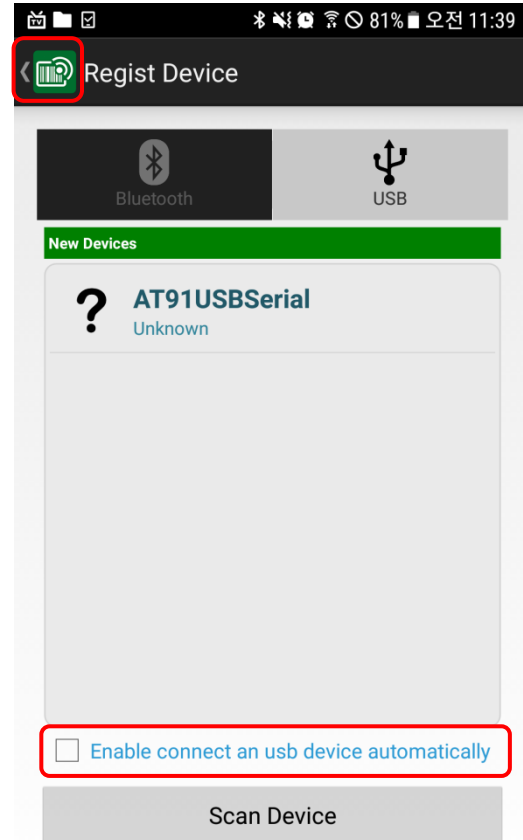 81% 오전 11:39
Regist Device
Bluetooth
USB
New Devices
AT91USBSerial
Unknown
Enable connect an usb device automatically
Scan Device